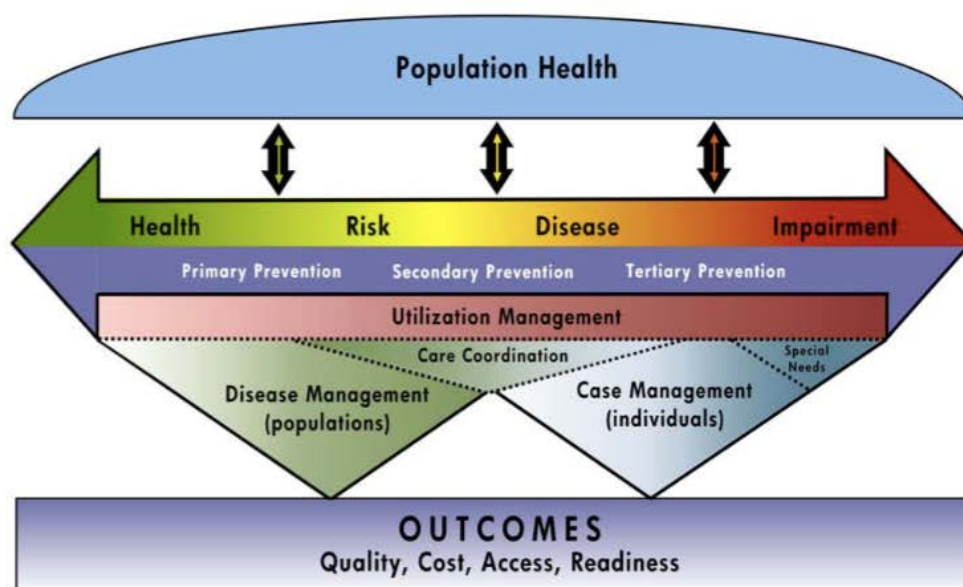 Population Health
Health Risk Disease Impairment
Primary Prevention Secondary Prevention Tertiary Prevention
Utilization Management
Care Coordination
Special
Needs
Disease Management
(populations)
Case Management
(individuals)
OUTCOMES
Quality, Cost, Access, Readiness